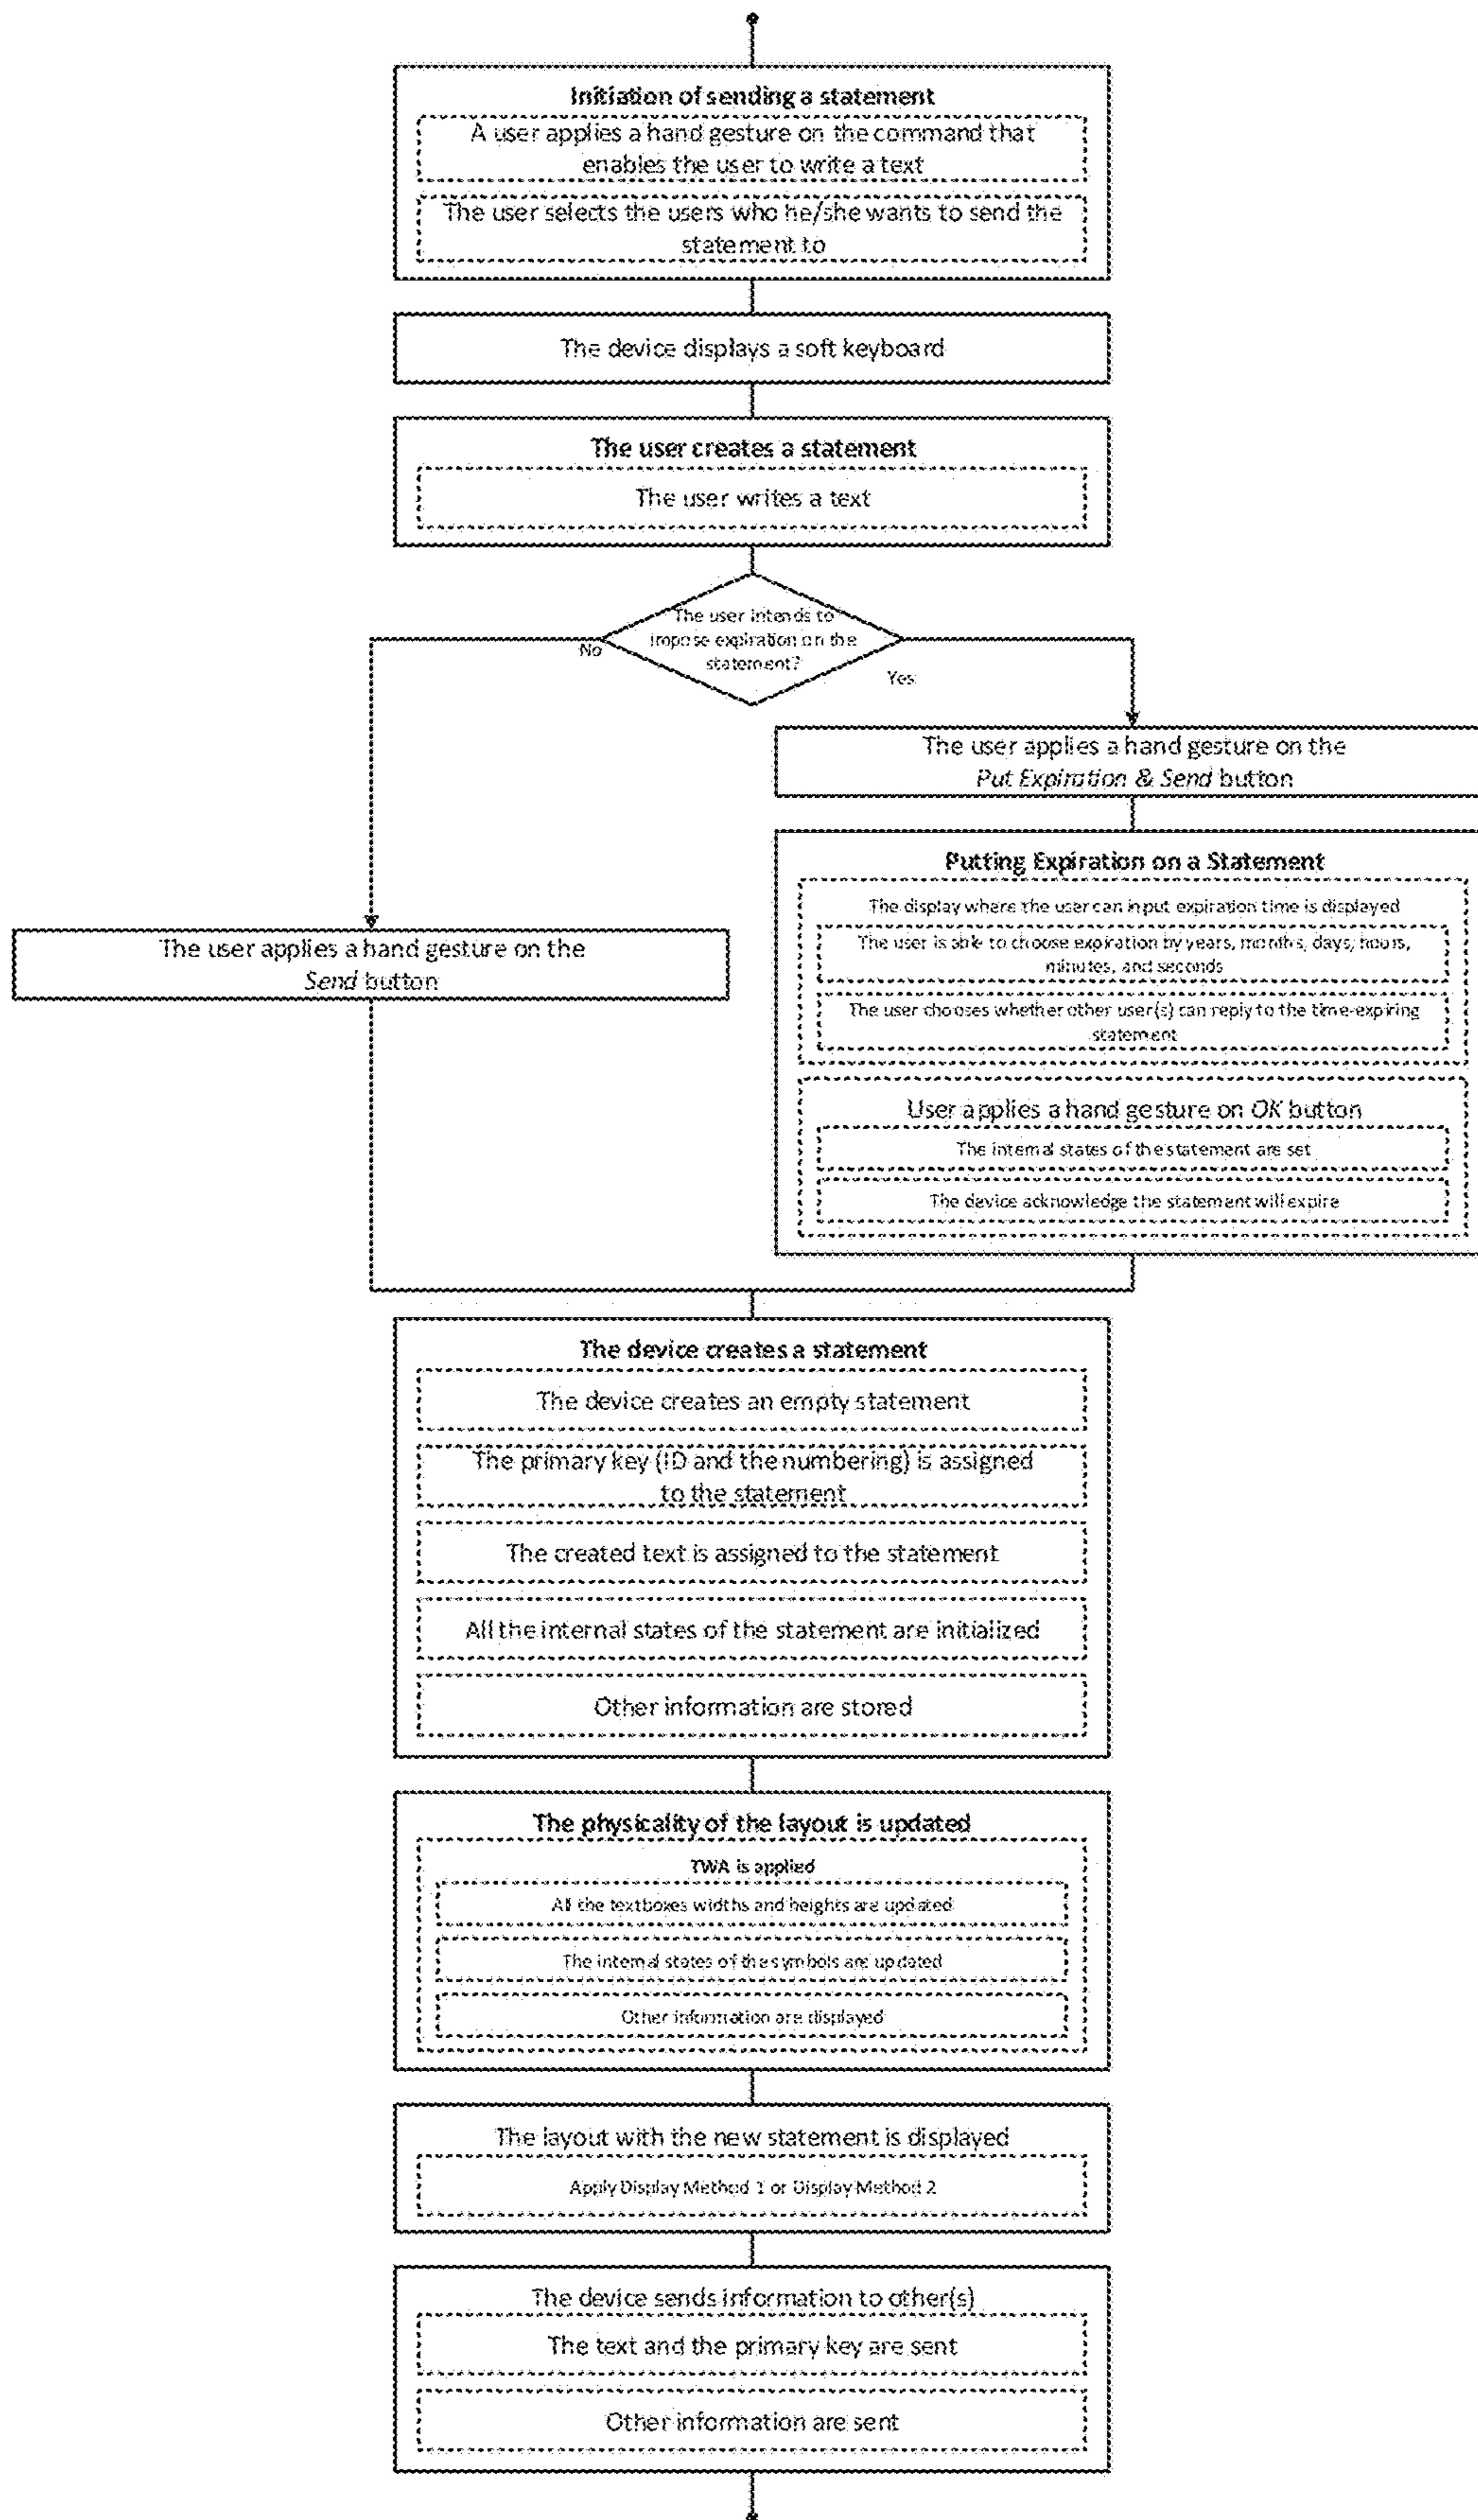 Initiation of sending a statement
A user applies a hand gesture on the command that
enables the user to write a text
The user selects the users who he/she wants to send the
statement to
The device displays a soft keyboard
The user creates a statement
The user writes a text
The user intends to
impose expiration on the
statement?
No
Yes
The user applies a hand gesture on the
Put Expiration & Send button
Putting Expiration on a Statement
The display where the user can input expiration time is displayed
The user is able to choose expiration by years, months, days, hours,
minutes, and seconds
The user chooses whether other user(s) can reply to the time-expiring
statement
The user applies a hand gesture on the
Send button
User applies a hand gesture on OK button
The internal states of the statement are set
The device acknowledge the statement will expire
The device creates a statement
The device creates an empty statement
The primary key (ID and the numbering) is assigned
to the statement
The created text is assigned to the statement
All the internal states of the statement are initialized
Other information are stored
The physicality of the layout is updated
TWA is applied
All the textboxes widths and heights are updated
The internal states of the symbols are updated
Other information are displayed
The layout with the new statement is displayed
Apply Display Method 1 or Display Method 2
The device sends information to other(s)
The text and the primary key are sent
Other information are sent